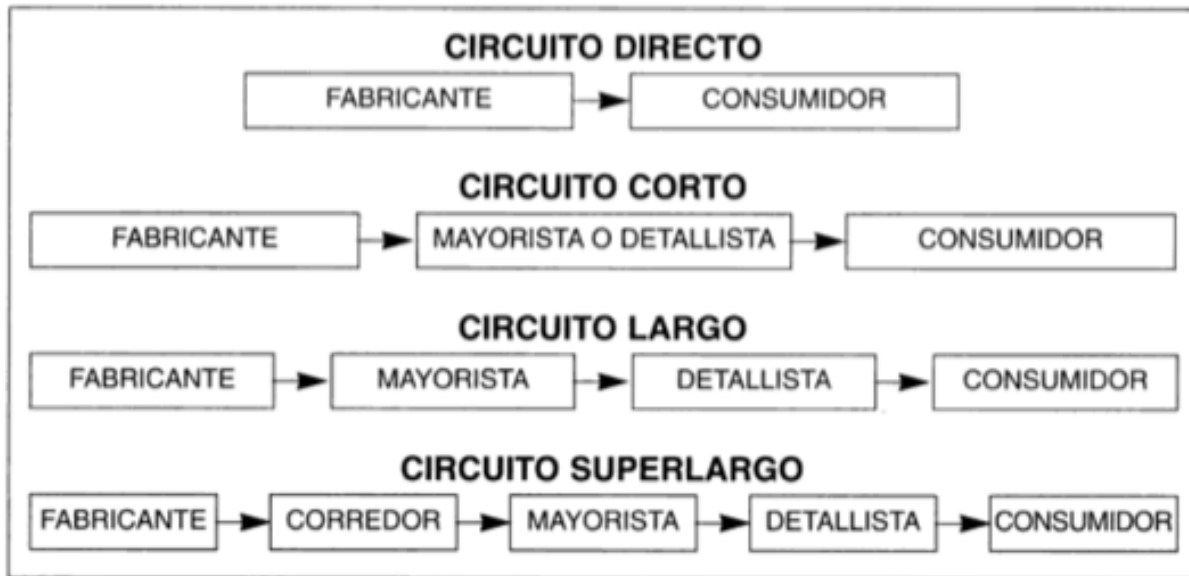 CIRCUITO DIRECTO
FABRICANTE CONSUMIDOR
CIRCUITO CORTO
FABRICANTE MAYORISTA O DETALLISTA CONSUMIDOR
CIRCUITO LARGO
FABRICANTE MAYORISTA DETALLISTA CONSUMIDOR
CIRCUITO SUPERLARGO
FABRICANTE CORREDOR MAYORISTA DETALLISTA CONSUMIDOR